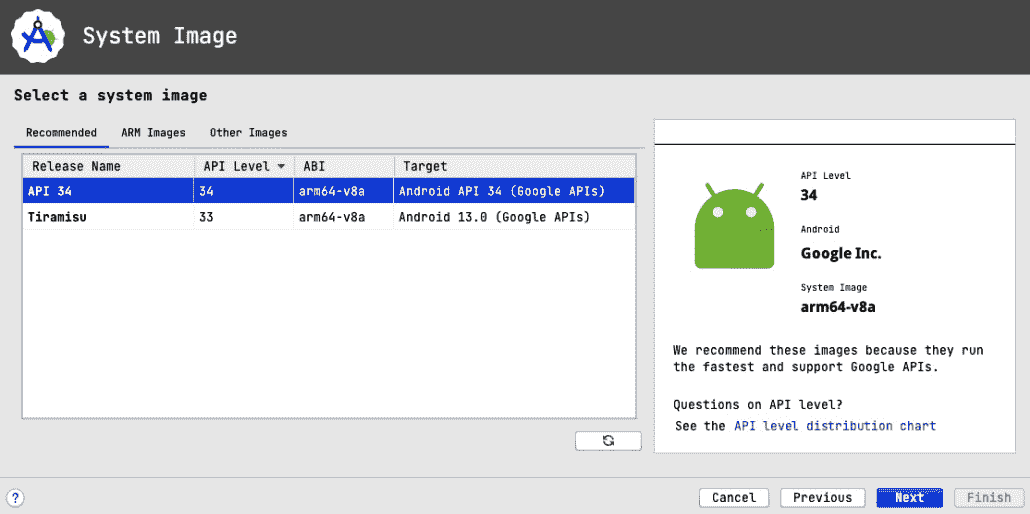 System Image
Select a system image
Recommended ARM Images Other Images
Release Name API Level ABI Target
API 34 34 arm64-v8a Android API 34 (Google APIs)
Tiramisu 33 arm64-v8a Android 13.0 (Google APIs)
API Level
34
Android
Google Inc.
System Image
arm64-v8a
We recommend these images because they run
the fastest and support Google APIs.
Questions on API level?
See the API level distribution chart
? Cancel Previous Next Finish